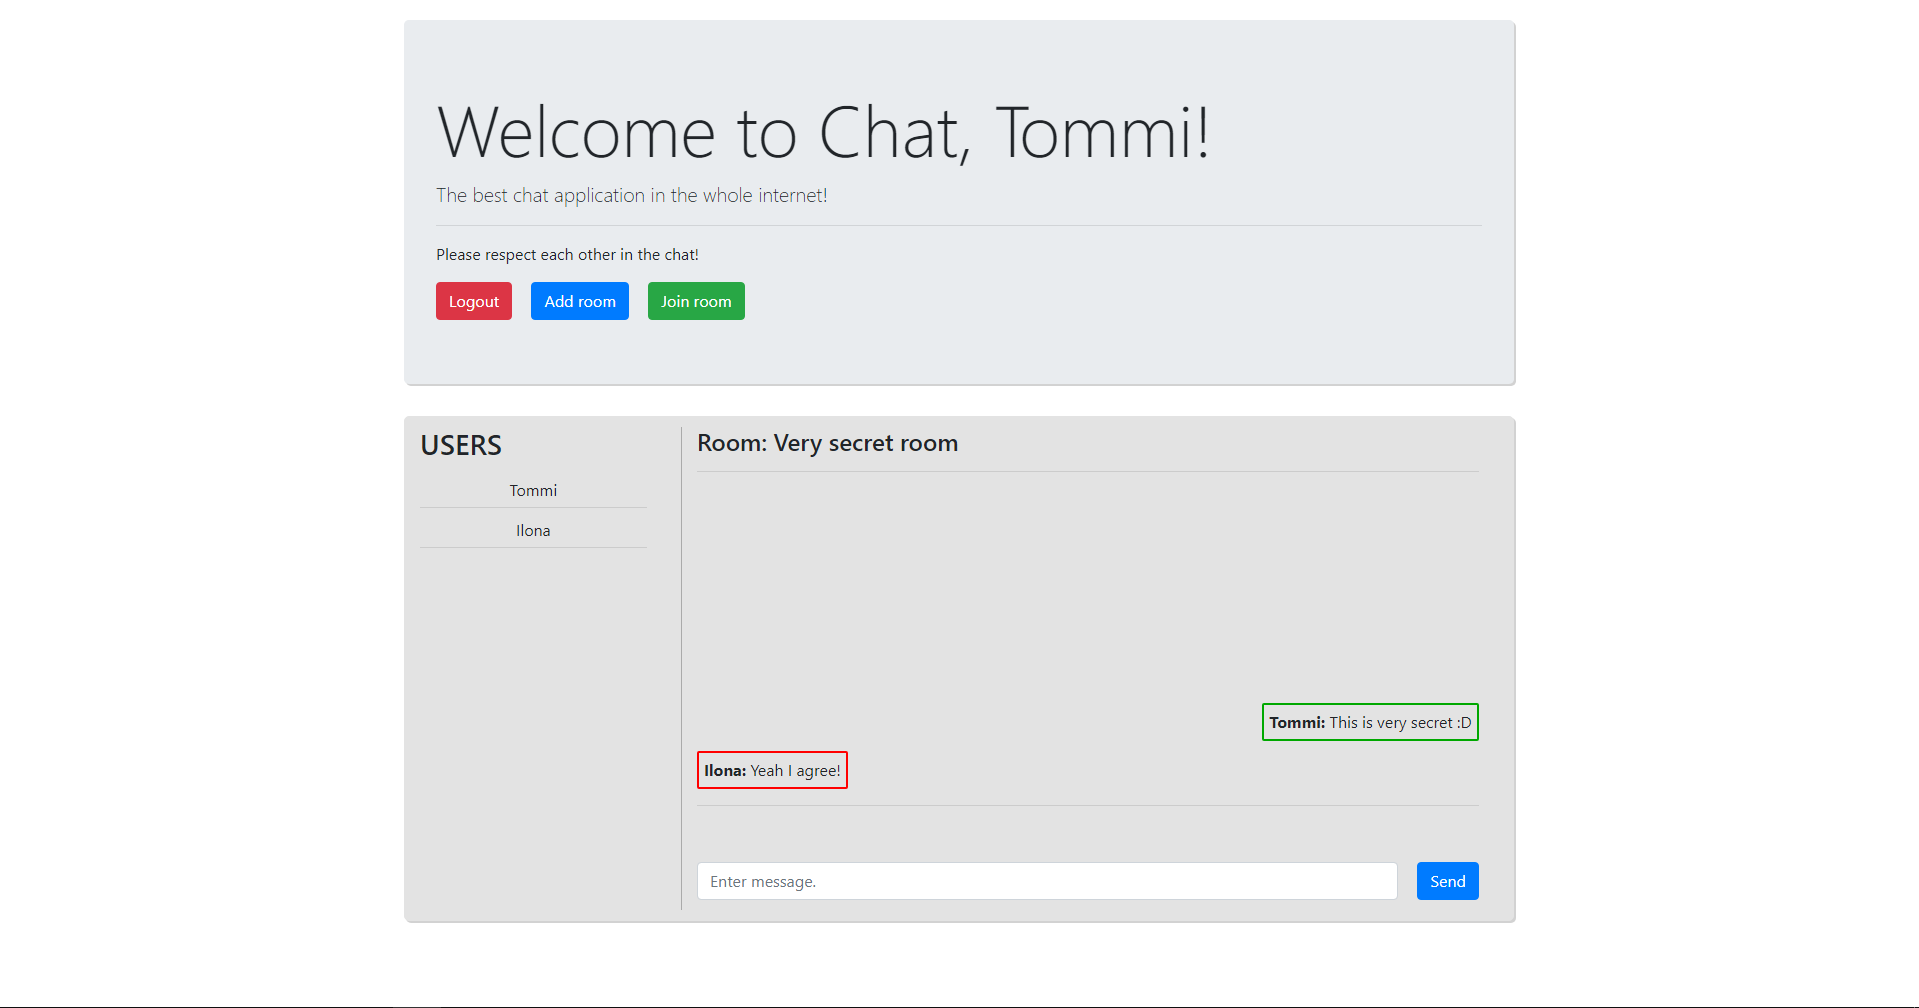 Welcome to Chat, Tommi!
The best chat application in the whole internet!
Please respect each other in the chat!
Logout Add room Join room
USERS
Tommi
Ilona
Room: Very secret room
Tommi: This is very secret :D
Ilona: Yeah I agree!
Enter message. Send